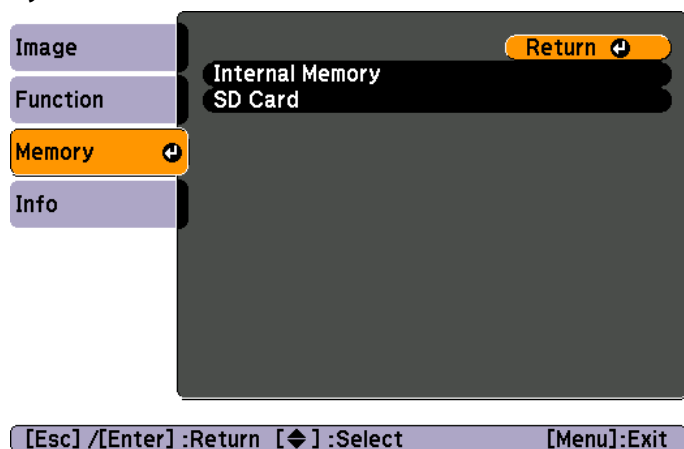 Image
Function
Memory
Info
Return
Internal Memory
SD Card
[Esc] /[Enter] :Return [◆] :Select [Menu]:Exit